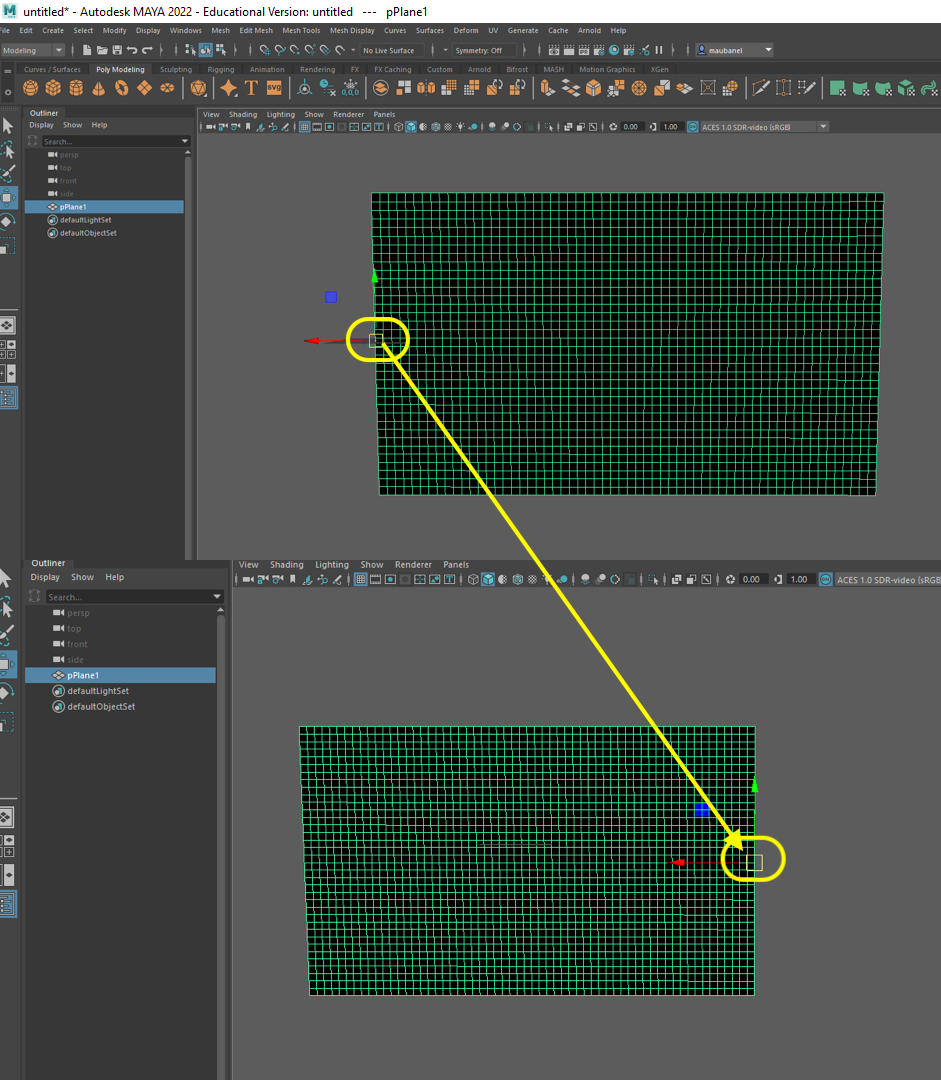 untitled* - Autodesk MAYA 2022 - Educational Version: untitled --- pPlane1
File Edit Create Select Modify Display Windows Mesh Edit Mesh Mesh Tools Mesh Display Curves Surfaces Deform UV Generate Cache Arnold Help
Modeling No Live Surface Symmetry: Off maubanel
Curves / Surfaces Poly Modeling Sculpting Rigging Animation Rendering FX FX Caching Custom Arnold Bifrost MASH Motion Graphics XGen
T SVG
Outliner
Display Show Help
View Shading Lighting Show Renderer Panels
0.00 1.00 ACES 1.0 SDR-video (sRGB)
Search...
persp
top
front
side
pPlane1
defaultLightSet
defaultObjectSet
Outliner
Display Show Help
View Shading Lighting Show Renderer Panels
0.00 1.00 ACES 1.0 SDR-video (sRGB
Search...
persp
top
front
side
pPlane1
defaultLightSet
defaultObjectSet